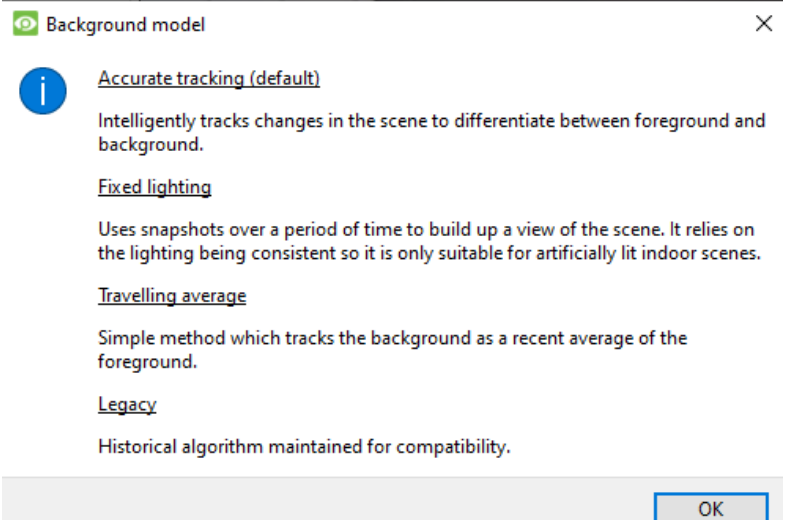 Background model
Accurate tracking (default)
Intelligently tracks changes in the scene to differentiate between foreground and
background.
Fixed lighting
Uses snapshots over a period of time to build up a view of the scene. It relies on
the lighting being consistent so it is only suitable for artificially lit indoor scenes.
Travelling average
Simple method which tracks the background as a recent average of the
foreground.
Legacy
Historical algorithm maintained for compatibility.
OK